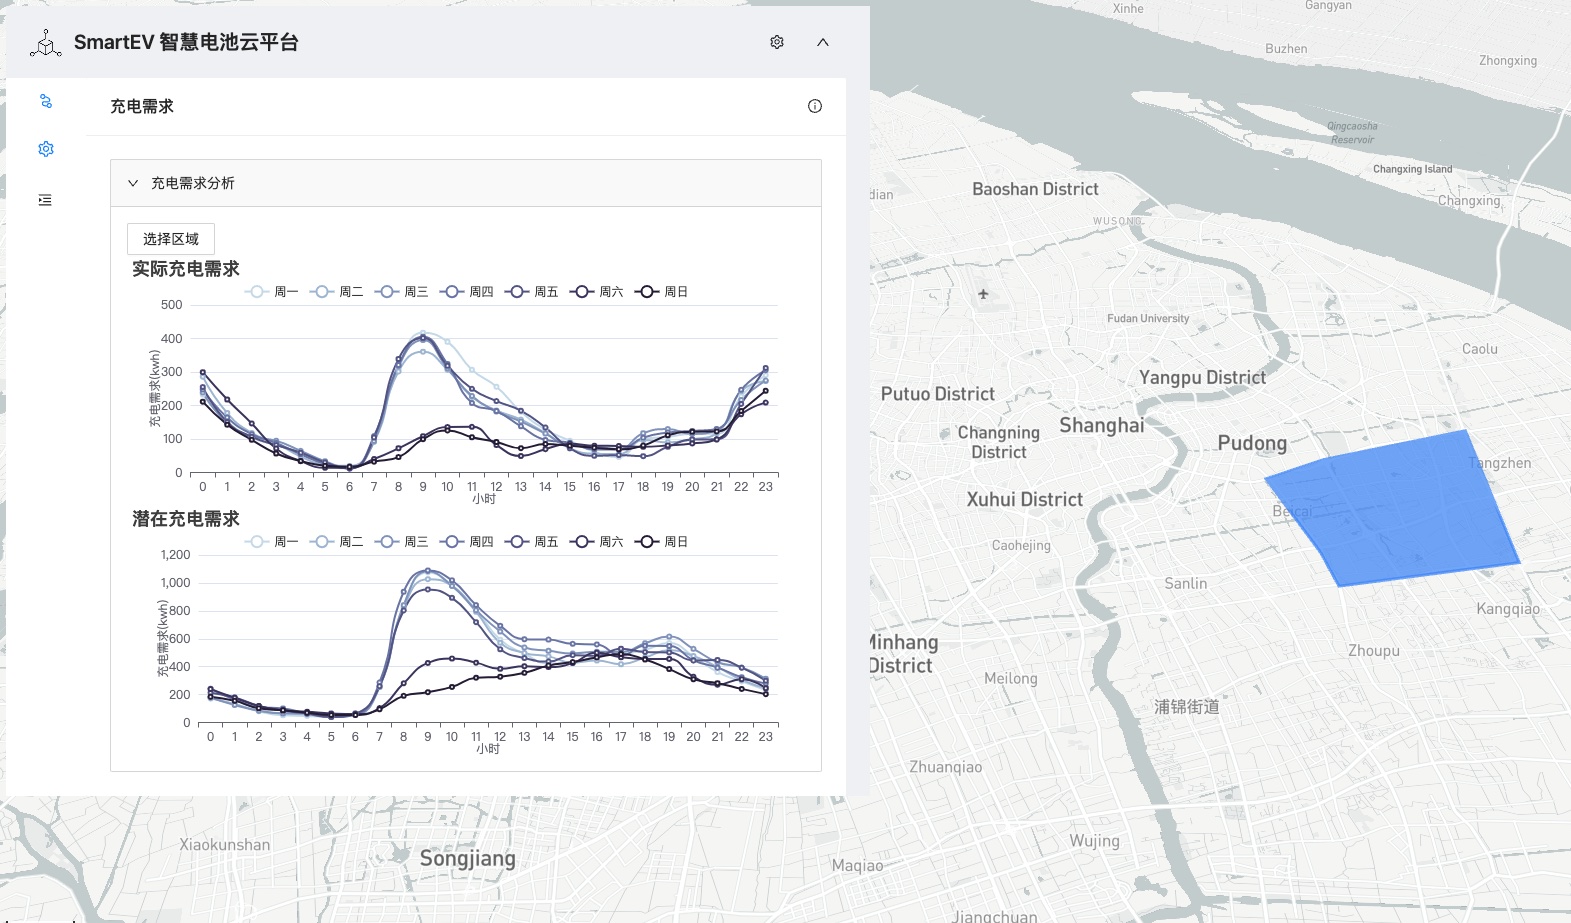 SmartEV 智慧电池云平台
充电需求
充电需求分析
选择区域
实际充电需求
周一 周二 周三 周四 周五 周六 周日
充电需求(kwh)
500
400
300
200
100
0
0 1 2 3 4 5 6 7 8 9 10 11 12 13 14 15 16 17 18 19 20 21 22 23
小时
潜在充电需求
周一 周二 周三 周四 周五 周六 周日
充电需求(kwh)
1,200
1,000
800
600
400
200
0
0 1 2 3 4 5 6 7 8 9 10 11 12 13 14 15 16 17 18 19 20 21 22 23
小时
Xinhe
Gangyan
Buzhen
Zhongxing
Qingcaosha
Reservoir
Changxing Island
Changxing
dian
Baoshan District
WUSONG
Fudan University
Caolu
Yangpu District
Putuo District
Shanghai
Changning
District
Pudong
Tangzhen
Xuhui District
Beicai
Caohejing
Sanlin
Kangqiao
Minhang
District
Zhoupu
Meilong
浦锦街道
Zhuanqiao
Xiaokunshan
Songjiang
Wujing
Maqiao
Jiangchuan